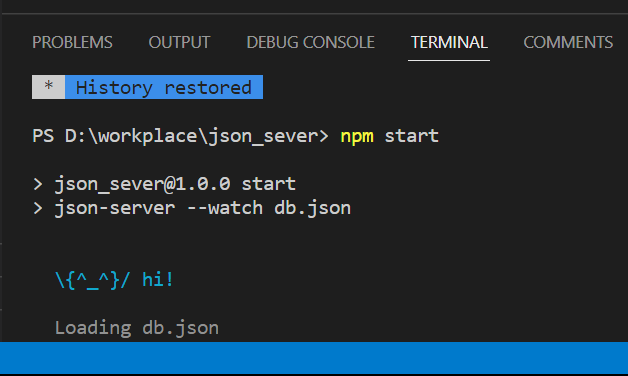 PROBLEMS OUTPUT DEBUG CONSOLE TERMINAL COMMENTS
* History restored
PS D:\workplace\json_sever> npm start
> json_sever@1.0.0 start
> json-server --watch db.json
\{^_^}/ hi!
Loading db.json